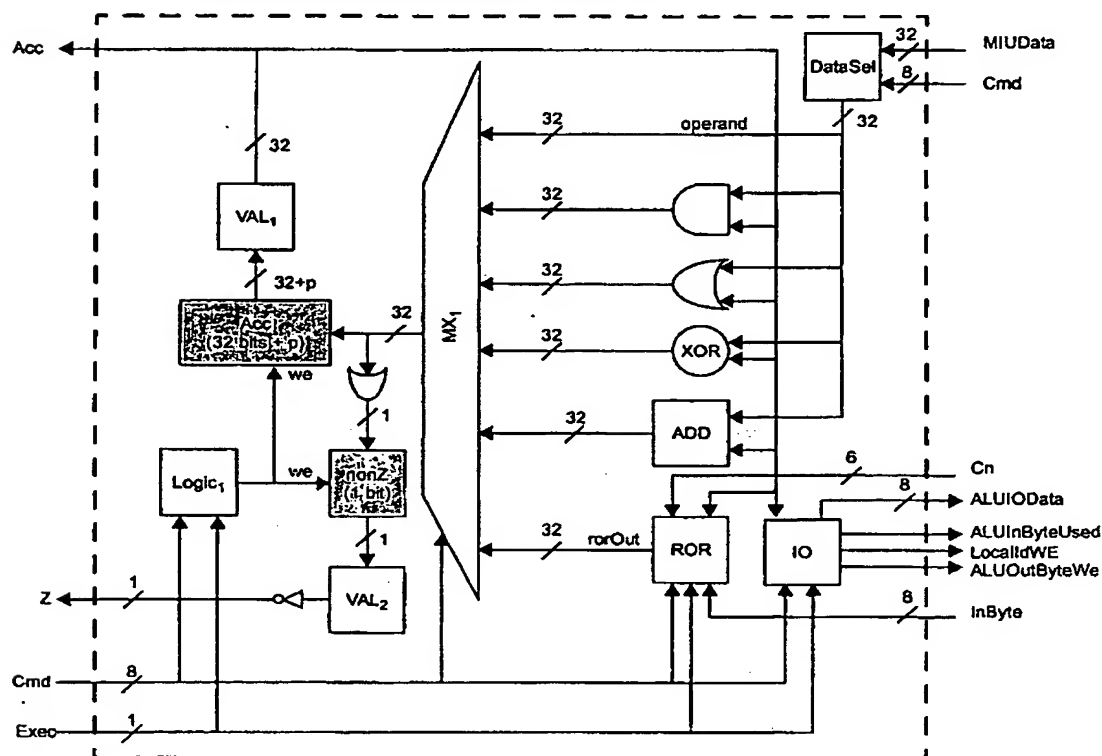 Acc
32
MIUData
DataSel
8
Cmd
32
32
operand
32
VAL1
32
32+p
32
Acc
(32 bits + p)
32
MX1
32
XOR
we
1
32
ADD
Logic1
we
nonZ
(1 bit)
6
Cn
8
ALUIOData
1
32
rorOut
ROR
IO
ALUInByteUsed
LocalIdWE
ALUOutByteWe
Z
1
VAL2
8
InByte
Cmd
8
Exec
1